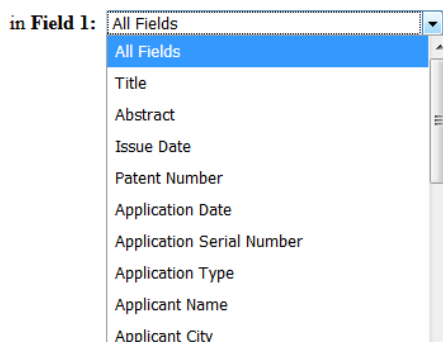 in Field 1: All Fields
All Fields
Title
Abstract
Issue Date
Patent Number
Application Date
Application Serial Number
Application Type
Applicant Name
Applicant City